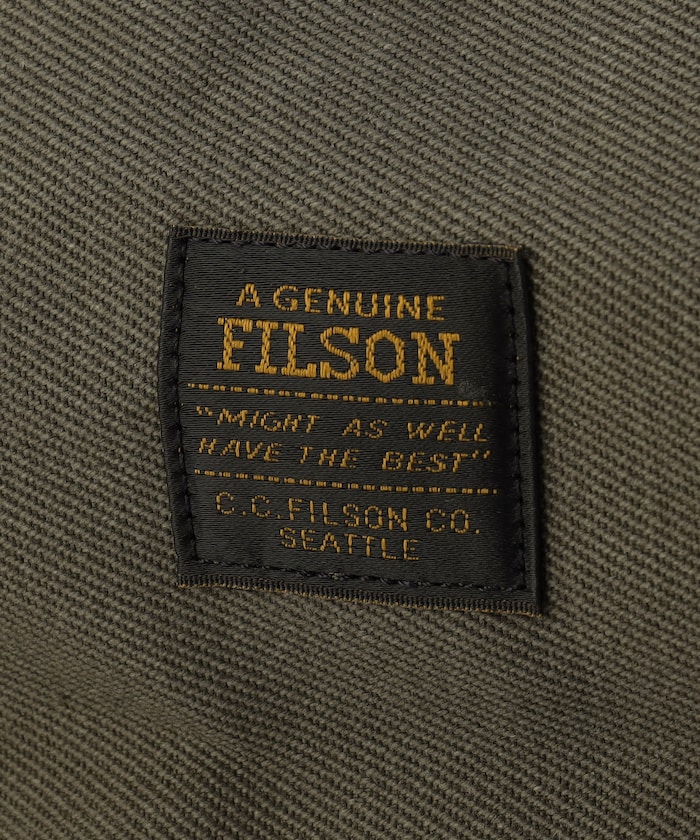 A GENUINE
FILSON
"MIGHT AS WELL
HAVE THE BEST"
C.C.FILSON CO.
SEATTLE